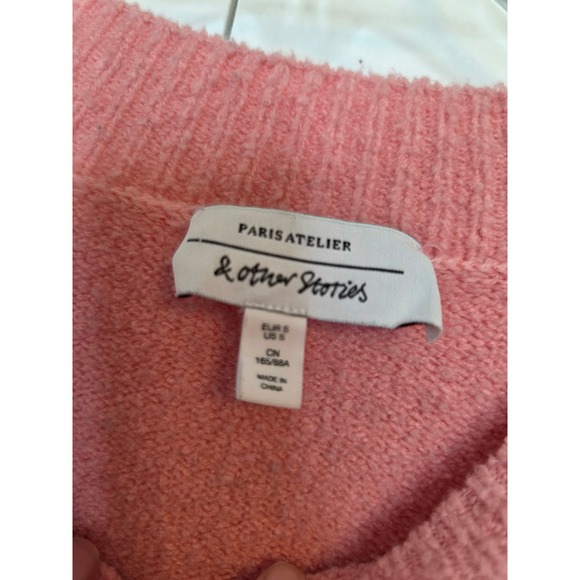 PARIS ATELIER
& other Stories
EUR S
US S
CN
165/88A
MADE IN
CHINA